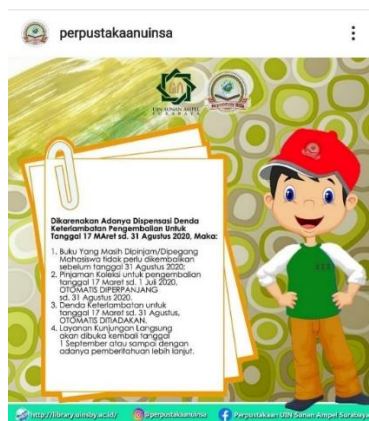 perpustakaanuinsa
UIN SUNAN AMPEL
SURABAYA
Dikarenakan Adanya Dispensasi Denda
Keterlambatan Pengembalian Untuk
Tanggal 17 MAret sd. 31 Agustus 2020, Maka:
1. Buku Yang Masih Dipinjam/Dipegang
Mahasiswa tidak perlu dikembalikan
sebelum tanggal 31 Agustus 2020;
2. Pinjaman Koleksi untuk pengembalian
tanggal 17 Maret sd. 1 Juli 2020,
OTOMATIS DIPERPANJANG
sd. 31 Agustus 2020.
3. Denda Keterlambatan untuk
tanggal 17 Maret sd. 31 Agustus,
OTOMATIS DITIADAKAN.
4. Layanan Kunjungan Langsung
akan dibuka kembali tanggal
1 September atau sampai dengan
adanya pemberitahuan lebih lanjut.
http://library.uinsby.ac.id/ @perpustakaanuinsa Perpustakaan UIN Sunan Ampel Surabaya